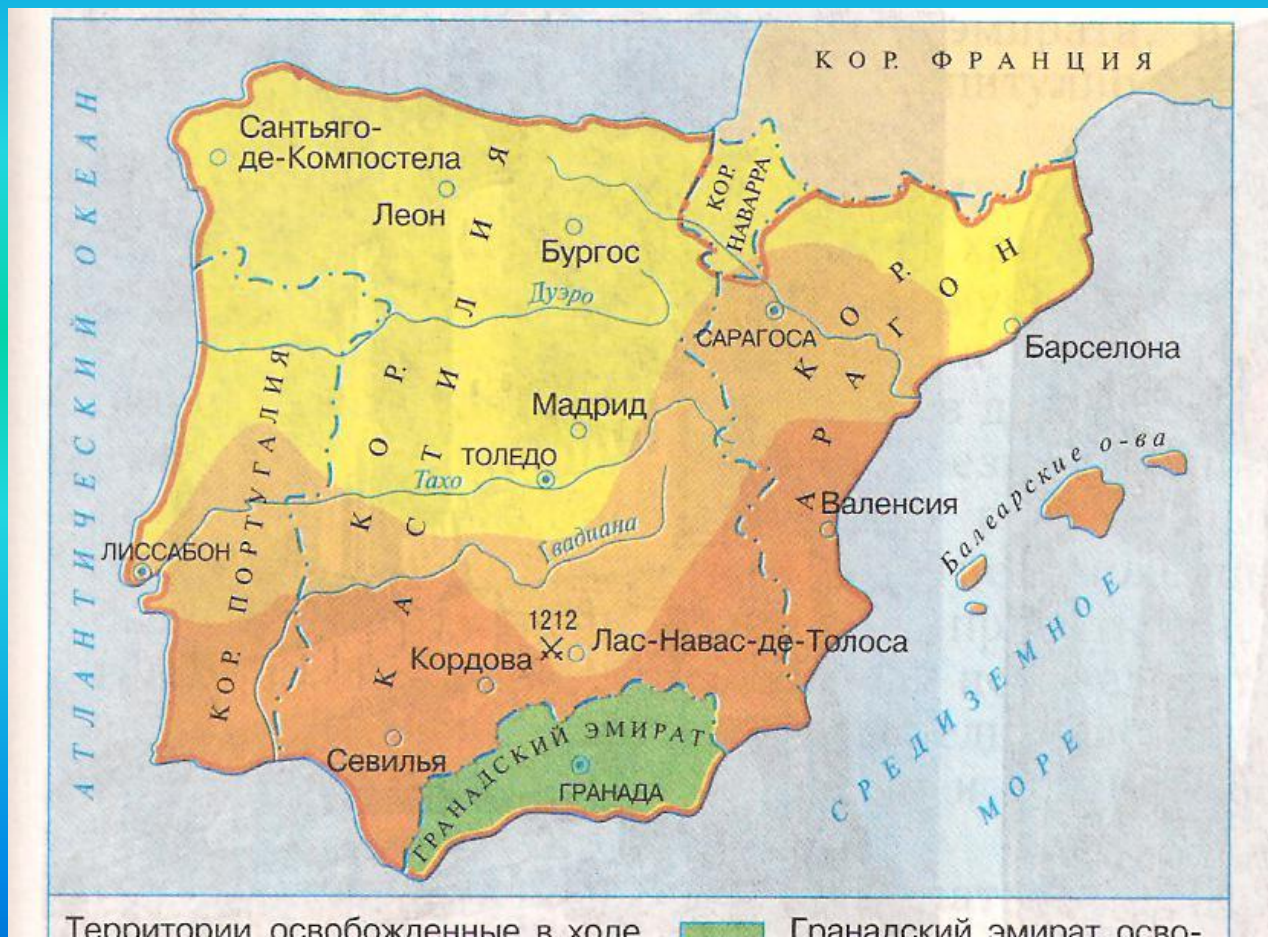 КОР. ФРАНЦИЯ
АТЛАНТИЧЕСКИЙ ОКЕАН
Сантьяго-
де-Компостела
Леон
Бургос
КОР.
НАВАРРА
Дуэро
КОР.
АРАГОН
САРАГОСА
Барселона
КОР.
КАСТИЛИЯ
Мадрид
ТОЛЕДО
Тахо
КОР. ПОРТУГАЛИЯ
ЛИССАБОН
Гвадиана
Валенсия
Балеарские о-ва
1212
Лас-Навас-де-Толоса
Кордова
Севилья
ГРАНАДСКИЙ ЭМИРАТ
ГРАНАДА
СРЕДИЗЕМНОЕ
МОРЕ
Территории, освобожденные в ходе
Гранадский эмират осво-